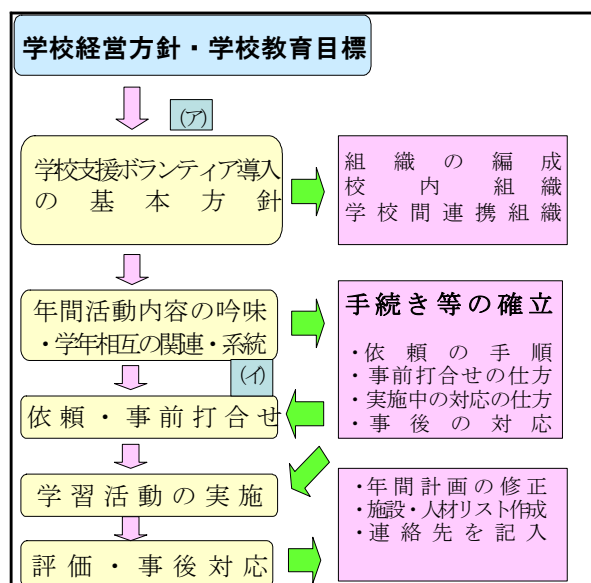 学校経営方針・学校教育目標
(ア)
学校支援ボランティア導入
の基本方針
組織の編成
校内組織
学校間連携組織
年間活動内容の吟味
・学年相互の関連・系統
手続き等の確立
・依頼の手順
・事前打合せの仕方
・実施中の対応の仕方
・事後の対応
(イ)
依頼・事前打合せ
学習活動の実施
・年間計画の修正
・施設・人材リスト作成
・連絡先を記入
評価・事後対応